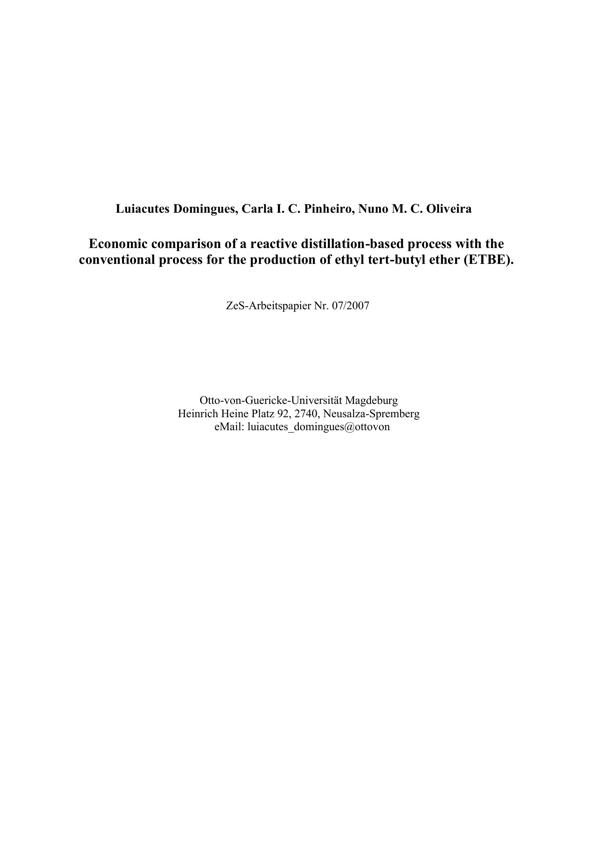 Luiacutes Domingues, Carla I. C. Pinheiro, Nuno M. C. Oliveira
Economic comparison of a reactive distillation-based process with the
conventional process for the production of ethyl tert-butyl ether (ETBE).
ZeS-Arbeitspapier Nr. 07/2007
Otto-von-Guericke-Universität Magdeburg
Heinrich Heine Platz 92, 2740, Neusalza-Spremberg
eMail: luiacutes_domingues@ottovon